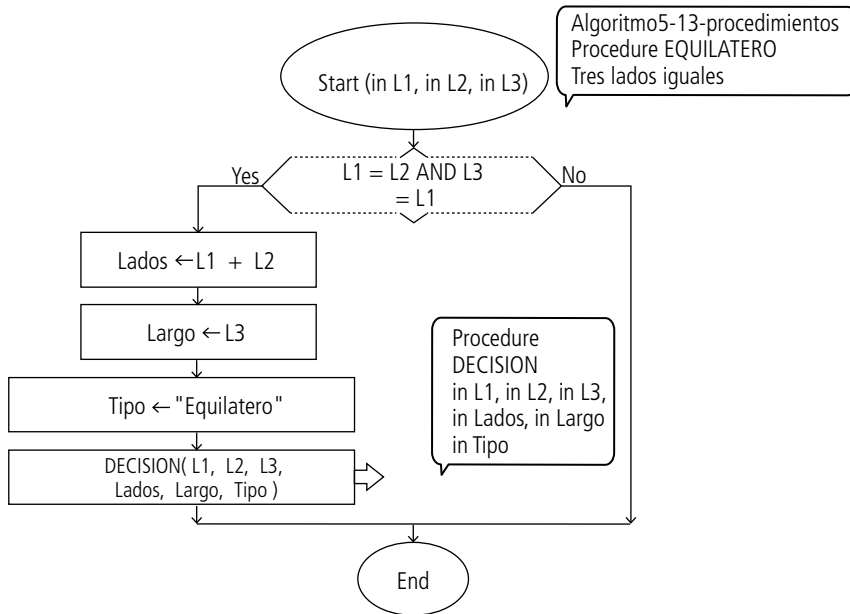 Algoritmo5-13-procedimientos
Procedure EQUILATERO
Tres lados iguales
Start (in L1, in L2, in L3)
Yes
L1 = L2 AND L3
= L1
No
Lados ←L1 + L2
Largo ← L3
Tipo ← "Equilatero"
DECISION( L1, L2, L3,
Lados, Largo, Tipo )
Procedure
DECISION
in L1, in L2, in L3,
in Lados, in Largo
in Tipo
End